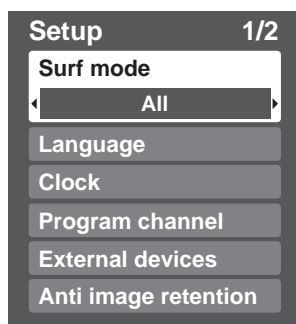 Setup 1/2
Surf mode
All
Language
Clock
Program channel
External devices
Anti image retention